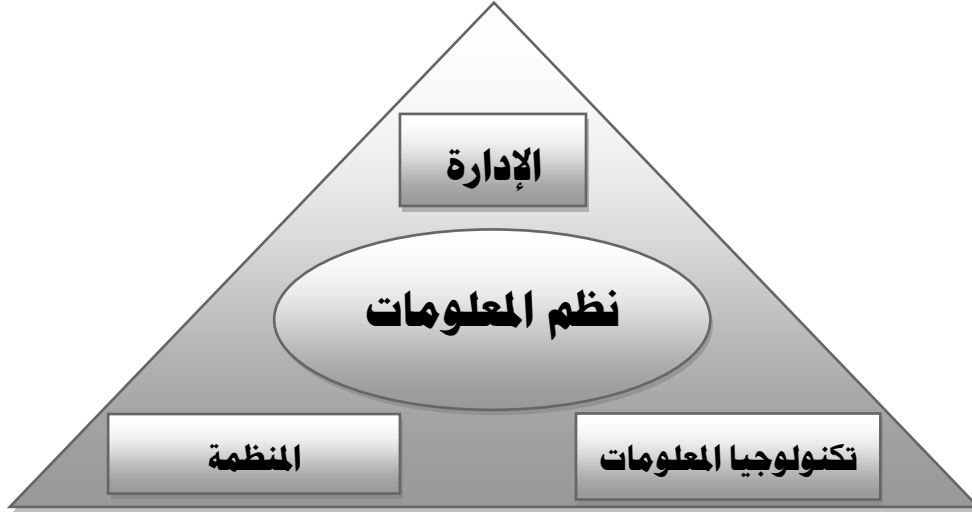 الإدارة
نظم المعلومات
تكنولوجيا المعلومات
المنظمة